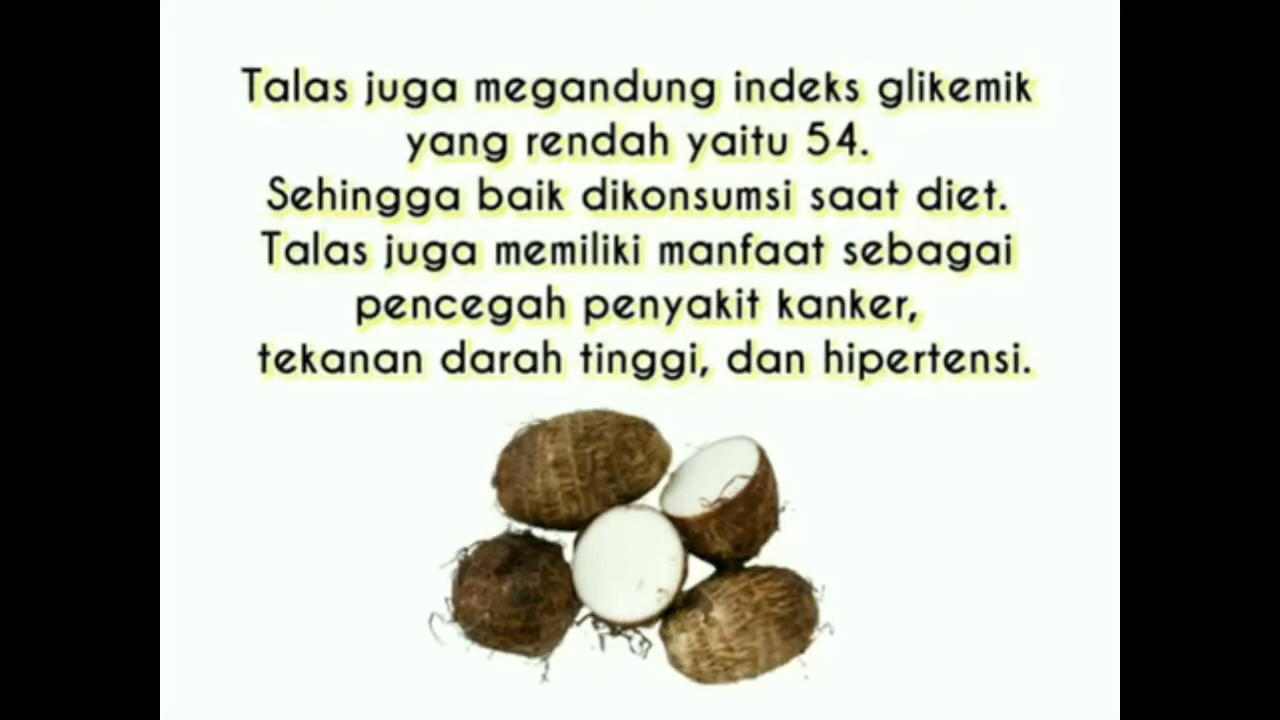 Talas juga megandung indeks glikemik
yang rendah yaitu 54.
Sehingga baik dikonsumsi saat diet.
Talas juga memiliki manfaat sebagai
pencegah penyakit kanker,
tekanan darah tinggi, dan hipertensi.